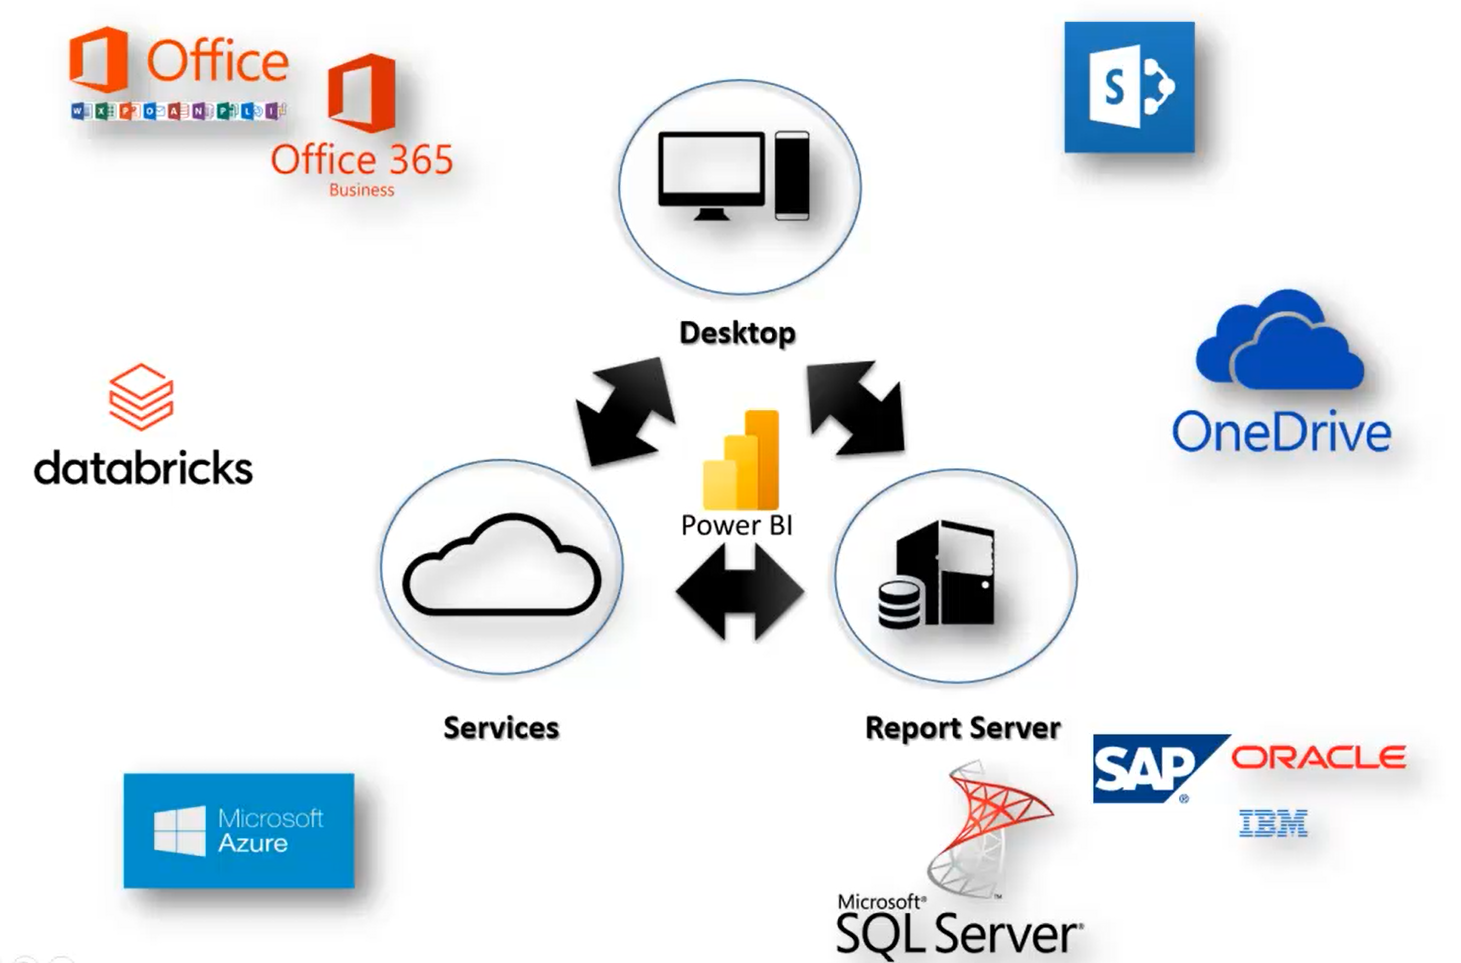 Office
W X P O A N P L I
Office 365
Business
S
Desktop
OneDrive
databricks
Power BI
Services
Report Server
SAP
®
ORACLE
IBM
Microsoft
Azure
™
Microsoft®
SQL Server®